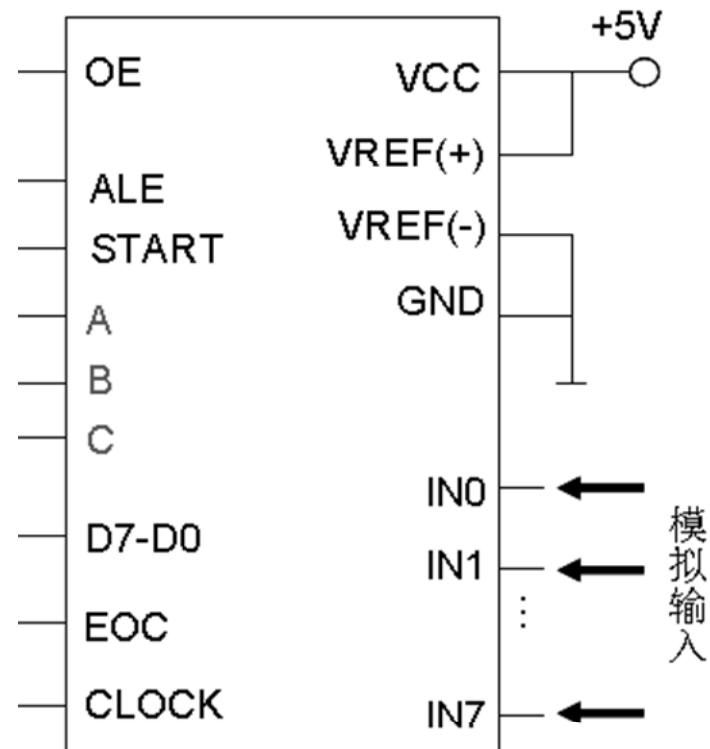 +5V
OE
VCC
VREF(+)
ALE
VREF(-)
START
GND
A
B
C
IN0
D7-D0
IN1
⋮
EOC
CLOCK
IN7
模拟输入